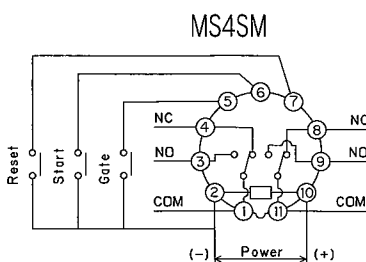 MS4SM
6
5 7
NC 4 8 NC
NO 3 9 NO
Reset Start Gate
2 10
COM 1 11 COM
(-) Power (+)